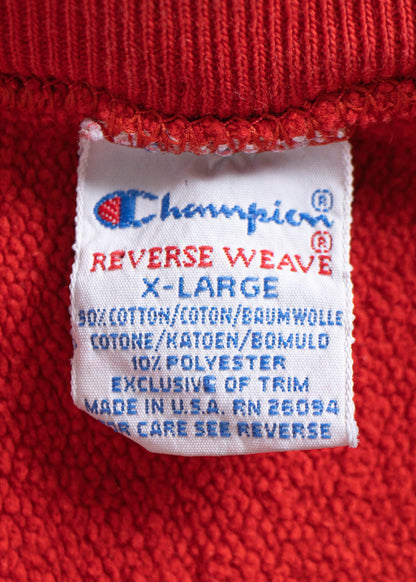 Champion®
REVERSE WEAVE®
X-LARGE
90% COTTON/COTON/BAUMWOLLE
COTONE/KATOEN/BOMULD
10% POLYESTER
EXCLUSIVE OF TRIM
MADE IN U.S.A. RN 26094
FOR CARE SEE REVERSE